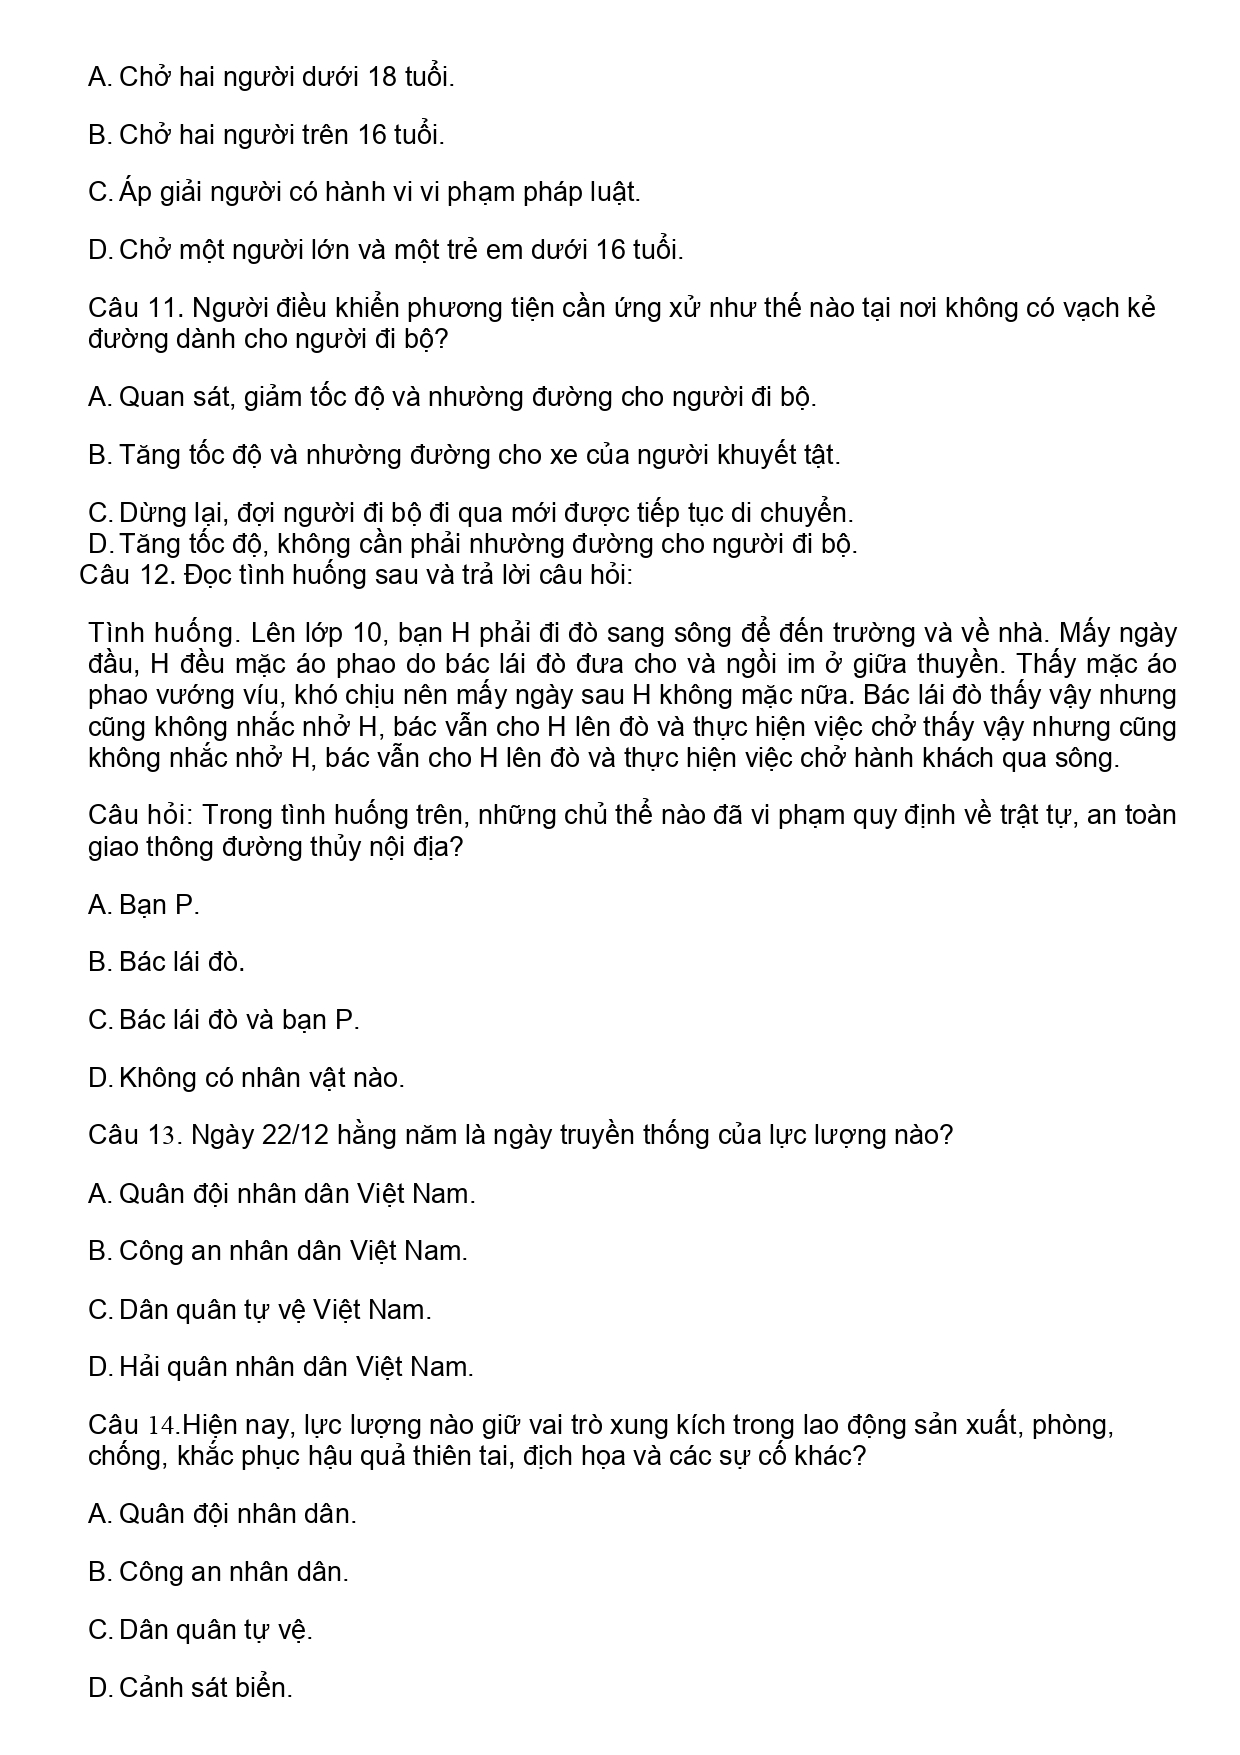 A. Chở hai người dưới 18 tuổi.
B. Chở hai người trên 16 tuổi.
C. Áp giải người có hành vi vi phạm pháp luật.
D. Chở một người lớn và một trẻ em dưới 16 tuổi.
Câu 11. Người điều khiển phương tiện cần ứng xử như thế nào tại nơi không có vạch kẻ
đường dành cho người đi bộ?
A. Quan sát, giảm tốc độ và nhường đường cho người đi bộ.
B. Tăng tốc độ và nhường đường cho xe của người khuyết tật.
C. Dừng lại, đợi người đi bộ đi qua mới được tiếp tục di chuyển.
D. Tăng tốc độ, không cần phải nhường đường cho người đi bộ.
Câu 12. Đọc tình huống sau và trả lời câu hỏi:
Tình huống. Lên lớp 10, bạn H phải đi đò sang sông để đến trường và về nhà. Mấy ngày
đầu, H đều mặc áo phao do bác lái đò đưa cho và ngồi im ở giữa thuyền. Thấy mặc áo
phao vướng víu, khó chịu nên mấy ngày sau H không mặc nữa. Bác lái đò thấy vậy nhưng
cũng không nhắc nhở H, bác vẫn cho H lên đò và thực hiện việc chở thấy vậy nhưng cũng
không nhắc nhở H, bác vẫn cho H lên đò và thực hiện việc chở hành khách qua sông.
Câu hỏi: Trong tình huống trên, những chủ thể nào đã vi phạm quy định về trật tự, an toàn
giao thông đường thủy nội địa?
A. Bạn P.
B. Bác lái đò.
C. Bác lái đò và bạn P.
D. Không có nhân vật nào.
Câu 13. Ngày 22/12 hằng năm là ngày truyền thống của lực lượng nào?
A. Quân đội nhân dân Việt Nam.
B. Công an nhân dân Việt Nam.
C. Dân quân tự vệ Việt Nam.
D. Hải quân nhân dân Việt Nam.
Câu 14.Hiện nay, lực lượng nào giữ vai trò xung kích trong lao động sản xuất, phòng,
chống, khắc phục hậu quả thiên tai, địch họa và các sự cố khác?
A. Quân đội nhân dân.
B. Công an nhân dân.
C. Dân quân tự vệ.
D. Cảnh sát biển.